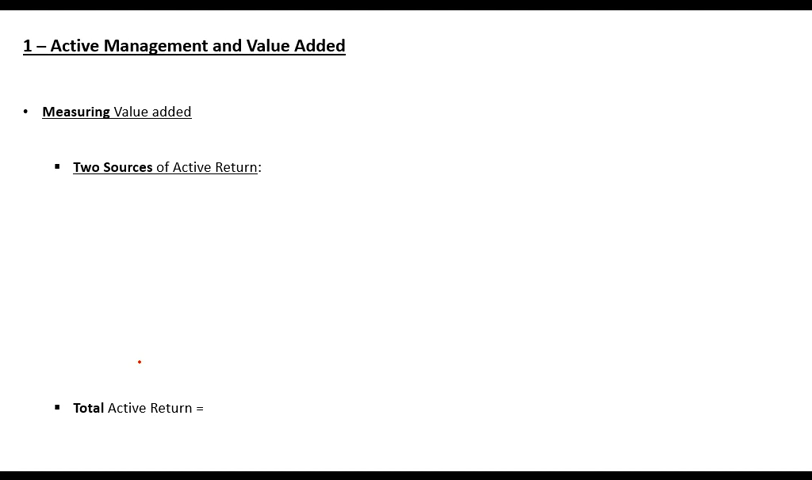 1 – Active Management and Value Added
• Measuring Value added
▪ Two Sources of Active Return:
▪ Total Active Return =